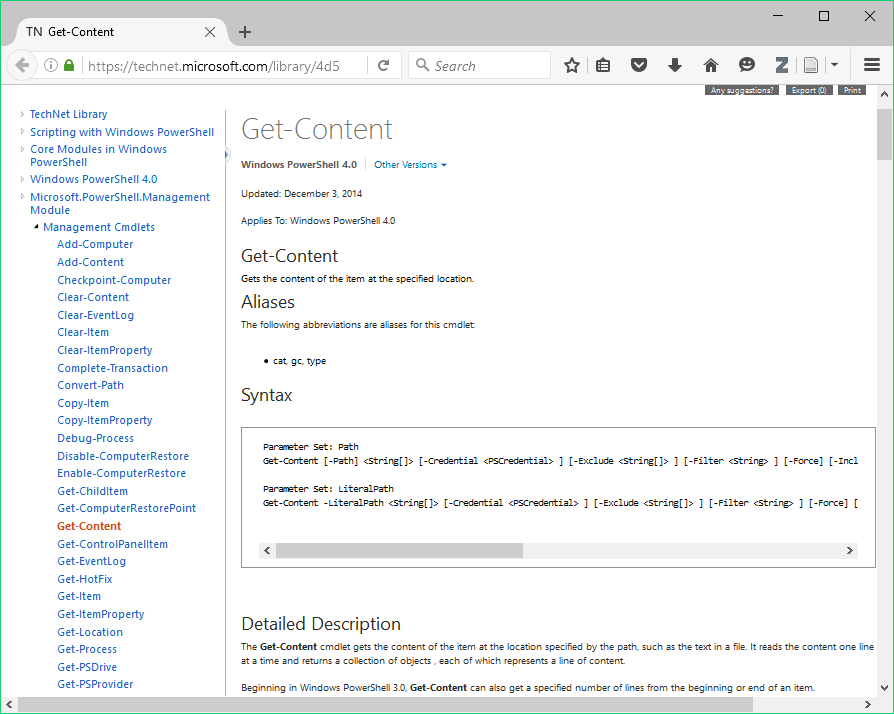 TN Get-Content
https://technet.microsoft.com/library/4d5
Search
Any suggestions?
Export (0)
Print
TechNet Library
Scripting with Windows PowerShell
Core Modules in Windows
PowerShell
Windows PowerShell 4.0
Microsoft.PowerShell.Management
Module
Management Cmdlets
Add-Computer
Add-Content
Checkpoint-Computer
Clear-Content
Clear-EventLog
Clear-Item
Clear-ItemProperty
Complete-Transaction
Convert-Path
Copy-Item
Copy-ItemProperty
Debug-Process
Disable-ComputerRestore
Enable-ComputerRestore
Get-ChildItem
Get-ComputerRestorePoint
Get-Content
Get-ControlPanelItem
Get-EventLog
Get-HotFix
Get-Item
Get-ItemProperty
Get-Location
Get-Process
Get-PSDrive
Get-PSProvider
Get-Content
Windows PowerShell 4.0
Other Versions
Updated: December 3, 2014
Applies To: Windows PowerShell 4.0
Get-Content
Gets the content of the item at the specified location.
Aliases
The following abbreviations are aliases for this cmdlet:
• cat, gc, type
Syntax
Parameter Set: Path
Get-Content [-Path] <String[]> [-Credential <PSCredential> ] [-Exclude <String[]> ] [-Filter <String> ] [-Force] [-Incl
Parameter Set: LiteralPath
Get-Content -LiteralPath <String[]> [-Credential <PSCredential> ] [-Exclude <String[]> ] [-Filter <String> ] [-Force] [
Detailed Description
The Get-Content cmdlet gets the content of the item at the location specified by the path, such as the text in a file. It reads the content one line
at a time and returns a collection of objects , each of which represents a line of content.
Beginning in Windows PowerShell 3.0, Get-Content can also get a specified number of lines from the beginning or end of an item.